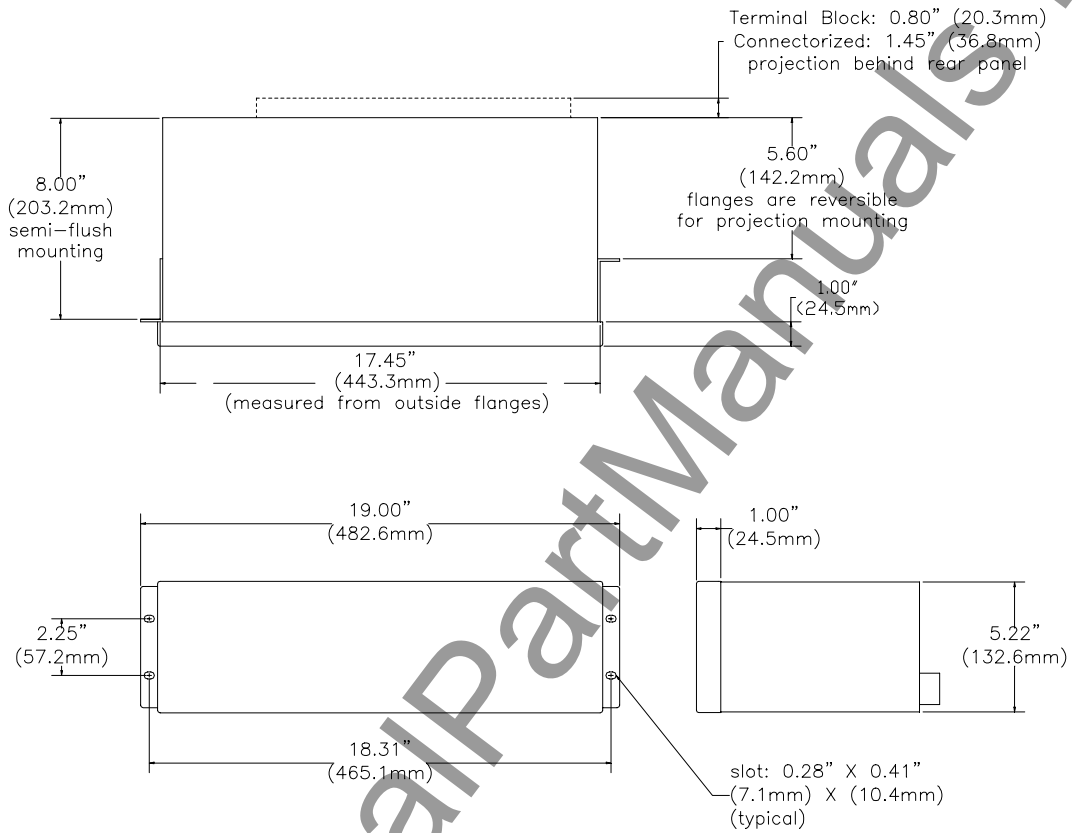 Terminal Block: 0.80" (20.3mm)
Connectorized: 1.45" (36.8mm)
projection behind rear panel
8.00"
(203.2mm)
semi-flush
mounting
5.60"
(142.2mm)
flanges are reversible
for projection mounting
1.00"
(24.5mm)
17.45"
(443.3mm)
(measured from outside flanges)
19.00"
(482.6mm)
1.00"
(24.5mm)
2.25"
(57.2mm)
5.22"
(132.6mm)
18.31"
(465.1mm)
slot: 0.28" X 0.41"
(7.1mm) X (10.4mm)
(typical)
alPartManuals